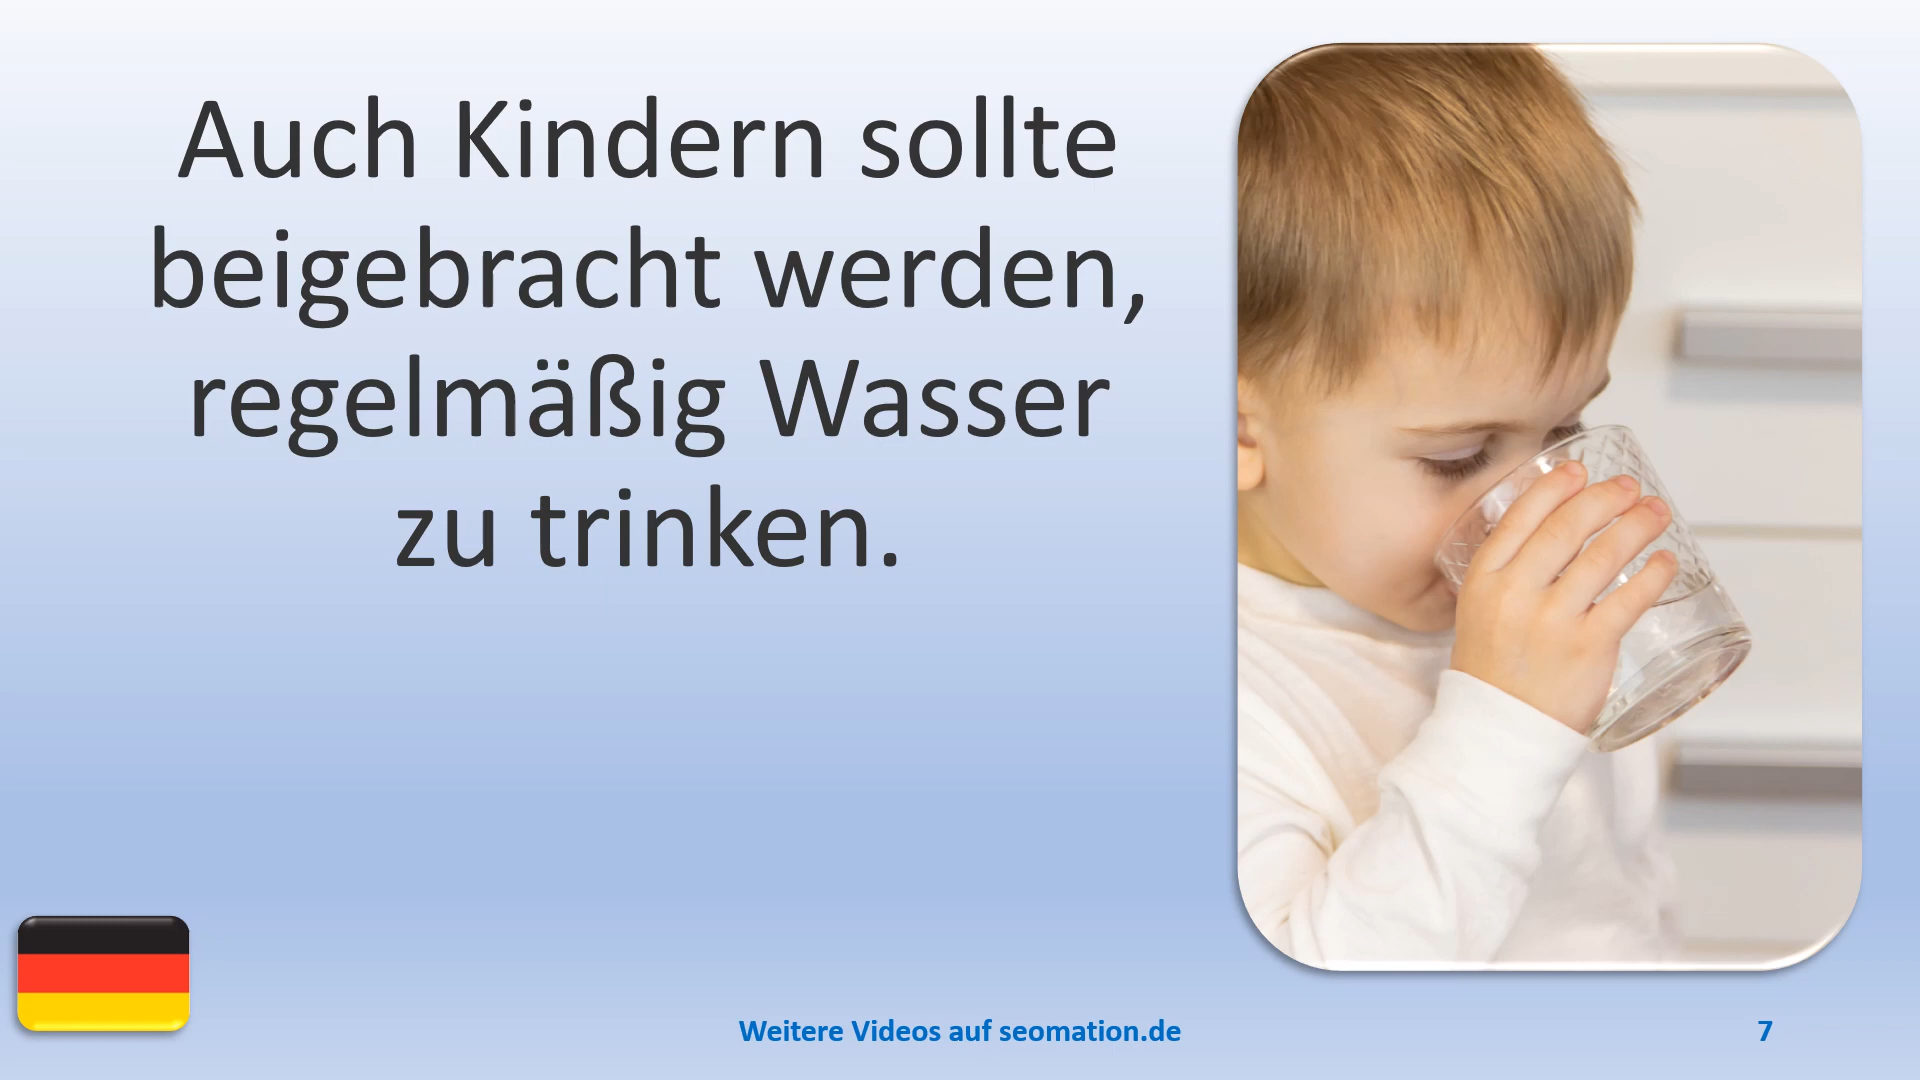 Auch Kindern sollte
beigebracht werden,
regelmäßig Wasser
zu trinken.
Weitere Videos auf seomation.de
7